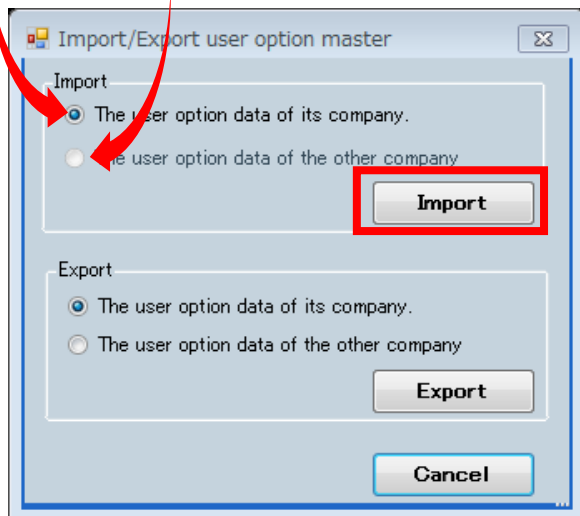 Import/Export user option master
Import
The user option data of its company.
The user option data of the other company
Import
Export
The user option data of its company.
The user option data of the other company
Export
Cancel